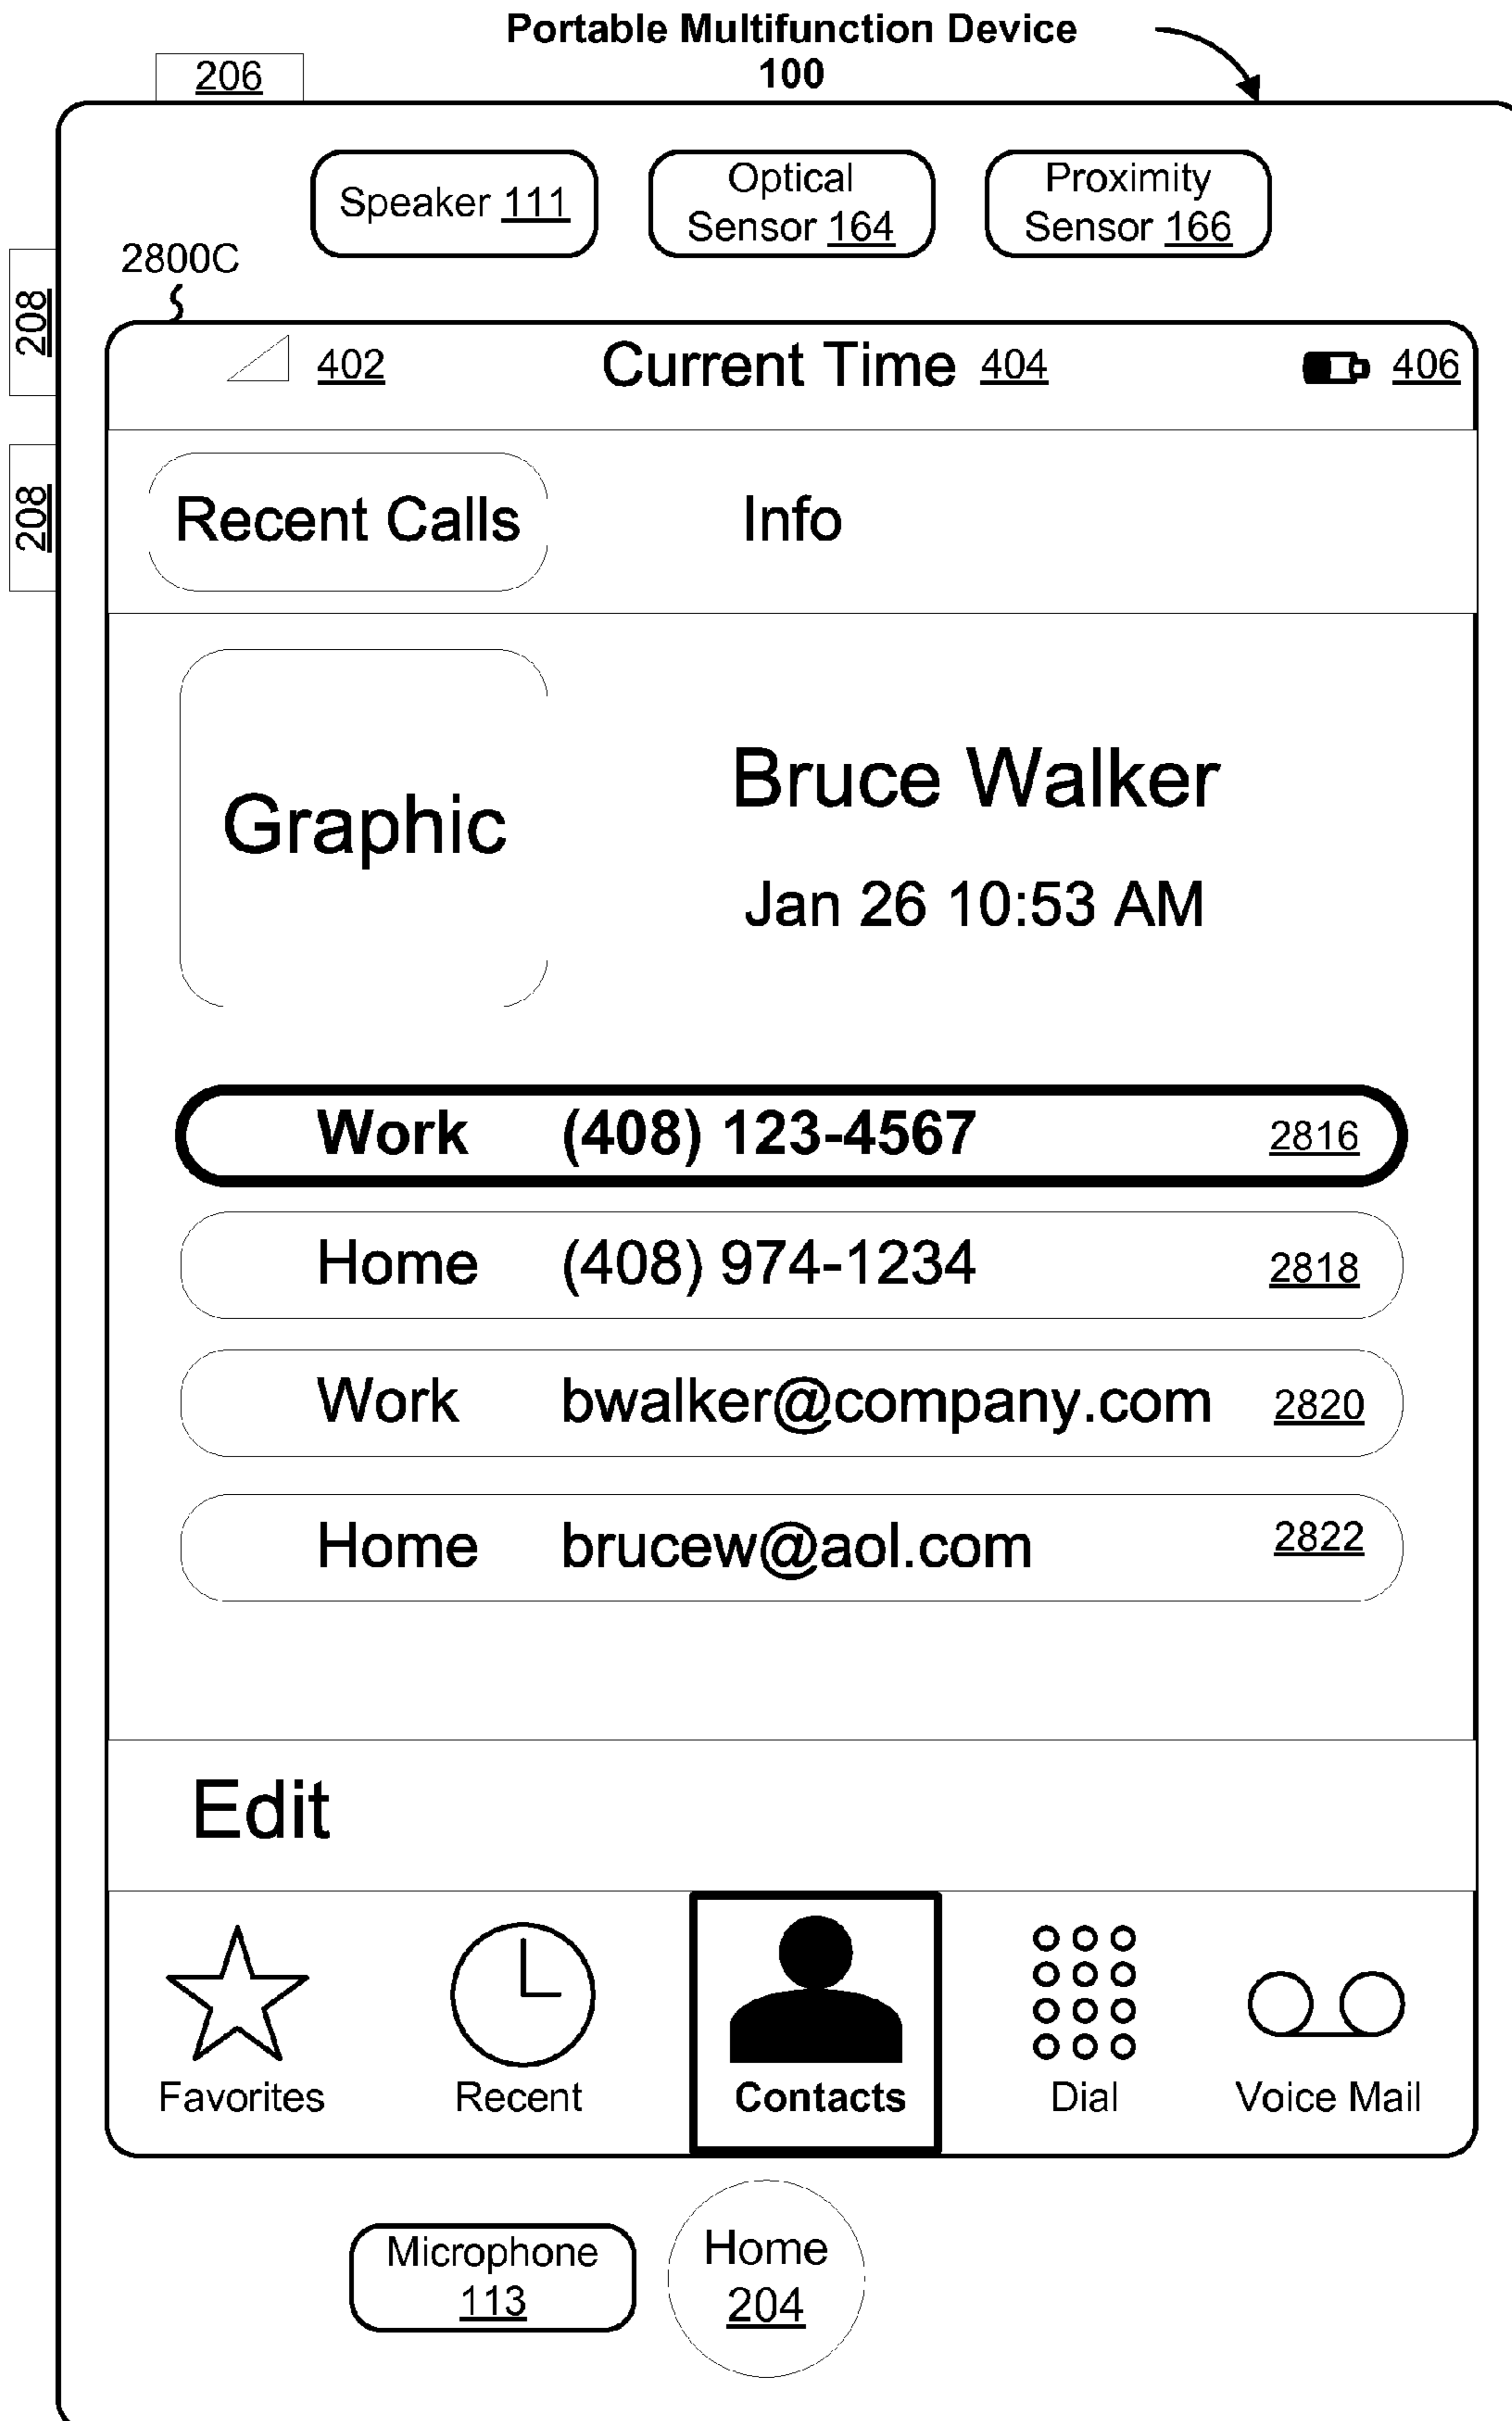 Portable Multifunction Device
100
206
Speaker 111
Optical
Sensor 164
Proximity
Sensor 166
2800C
208
208
402
Current Time 404
406
Recent Calls
Info
Graphic
Bruce Walker
Jan 26 10:53 AM
Work (408) 123-4567 2816
Home (408) 974-1234 2818
Work bwalker@company.com 2820
Home brucew@aol.com 2822
Edit
Favorites
Recent
Contacts
Dial
Voice Mail
Microphone
113
Home
204